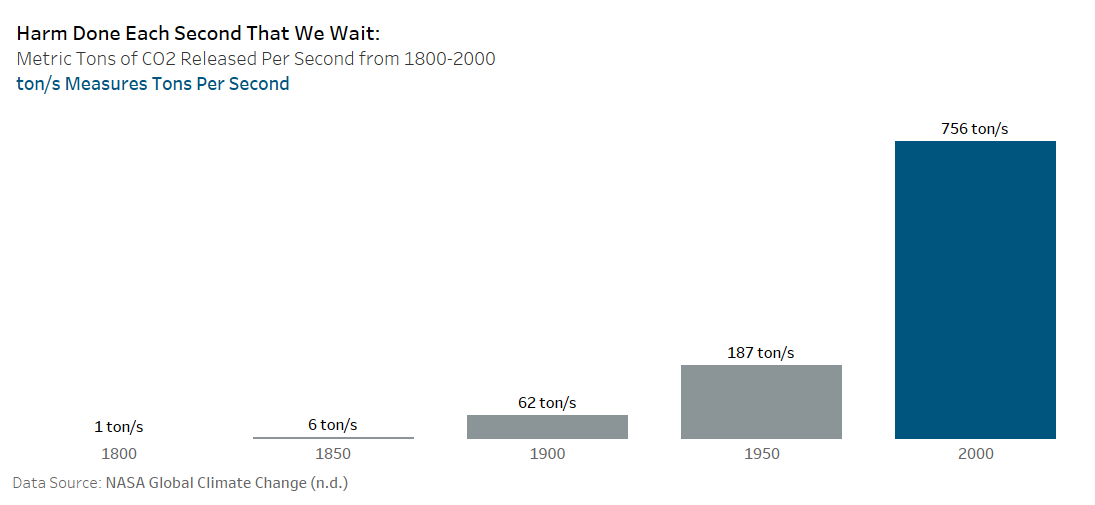 Harm Done Each Second That We Wait:
Metric Tons of CO2 Released Per Second from 1800-2000
ton/s Measures Tons Per Second
756 ton/s
187 ton/s
62 ton/s
1 ton/s 6 ton/s
1800 1850 1900 1950 2000
Data Source: NASA Global Climate Change (n.d.)